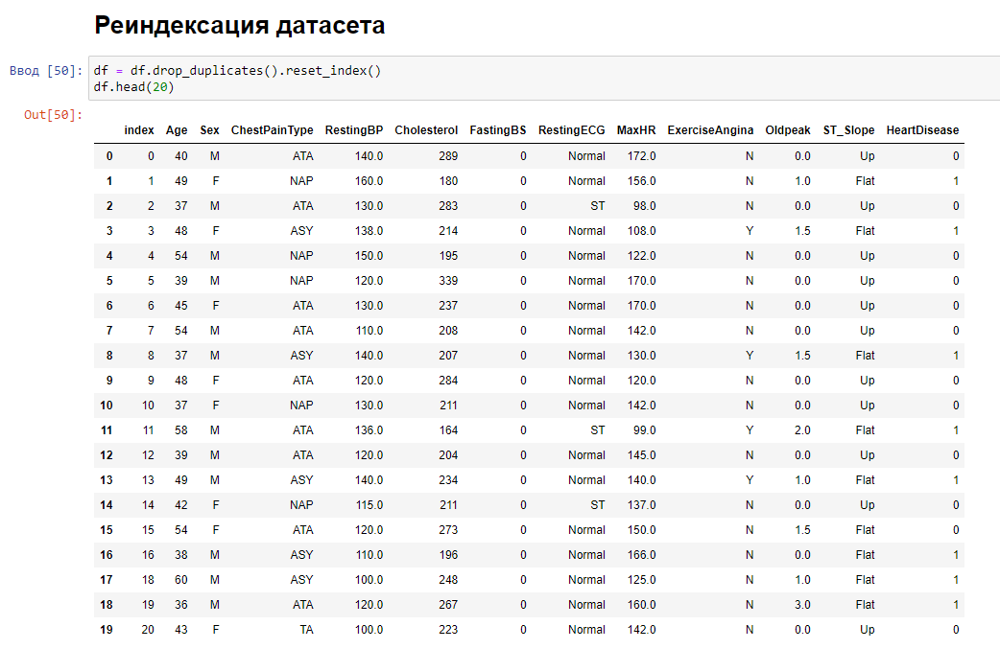 Реиндексация датасета
Ввод [50]: df = df.drop_duplicates().reset_index()
df.head(20)
Out[50]:
index Age Sex ChestPainType RestingBP Cholesterol FastingBS RestingECG MaxHR ExerciseAngina Oldpeak ST_Slope HeartDisease
0 0 40 M ATA 140.0 289 0 Normal 172.0 N 0.0 Up 0
1 1 49 F NAP 160.0 180 0 Normal 156.0 N 1.0 Flat 1
2 2 37 M ATA 130.0 283 0 ST 98.0 N 0.0 Up 0
3 3 48 F ASY 138.0 214 0 Normal 108.0 Y 1.5 Flat 1
4 4 54 M NAP 150.0 195 0 Normal 122.0 N 0.0 Up 0
5 5 39 M NAP 120.0 339 0 Normal 170.0 N 0.0 Up 0
6 6 45 F ATA 130.0 237 0 Normal 170.0 N 0.0 Up 0
7 7 54 M ATA 110.0 208 0 Normal 142.0 N 0.0 Up 0
8 8 37 M ASY 140.0 207 0 Normal 130.0 Y 1.5 Flat 1
9 9 48 F ATA 120.0 284 0 Normal 120.0 N 0.0 Up 0
10 10 37 F NAP 130.0 211 0 Normal 142.0 N 0.0 Up 0
11 11 58 M ATA 136.0 164 0 ST 99.0 Y 2.0 Flat 1
12 12 39 M ATA 120.0 204 0 Normal 145.0 N 0.0 Up 0
13 13 49 M ASY 140.0 234 0 Normal 140.0 Y 1.0 Flat 1
14 14 42 F NAP 115.0 211 0 ST 137.0 N 0.0 Up 0
15 15 54 F ATA 120.0 273 0 Normal 150.0 N 1.5 Flat 0
16 16 38 M ASY 110.0 196 0 Normal 166.0 N 0.0 Flat 1
17 18 60 M ASY 100.0 248 0 Normal 125.0 N 1.0 Flat 1
18 19 36 M ATA 120.0 267 0 Normal 160.0 N 3.0 Flat 1
19 20 43 F TA 100.0 223 0 Normal 142.0 N 0.0 Up 0